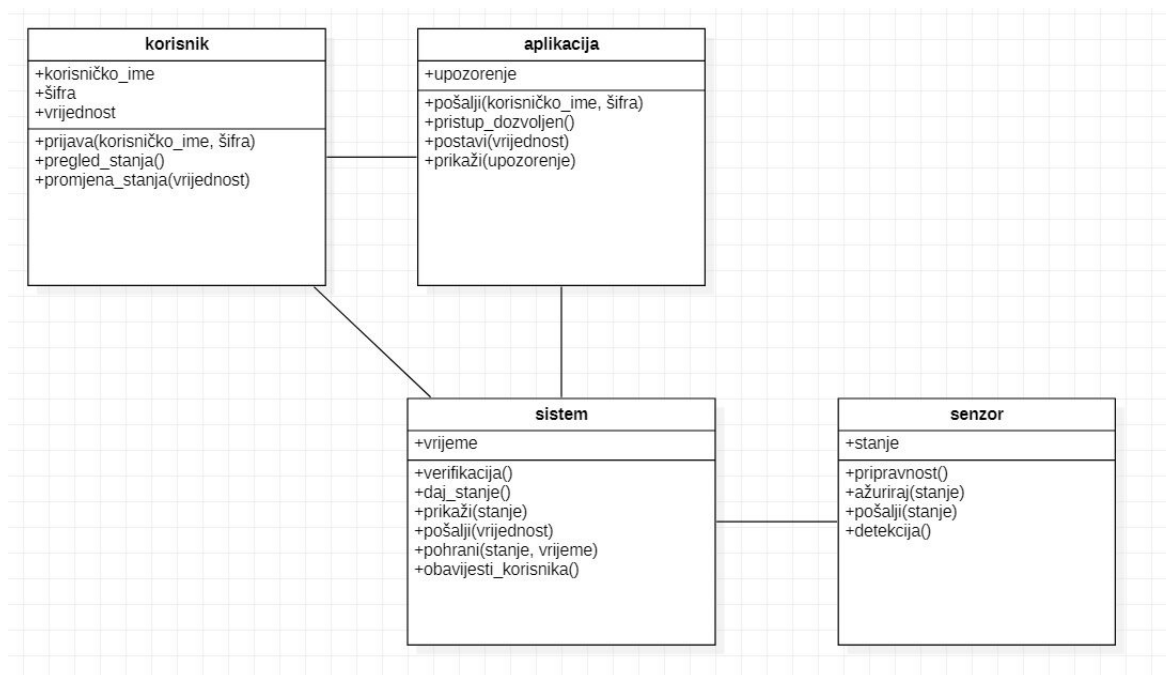 korisnik
+korisničko_ime
+šifra
+vrijednost
+prijava(korisničko_ime, šifra)
+pregled_stanja()
+promjena_stanja(vrijednost)
aplikacija
+upozorenje
+pošalji(korisničko_ime, šifra)
+pristup_dozvoljen()
+postavi(vrijednost)
+prikaži(upozorenje)
sistem
+vrijeme
+verifikacija()
+daj_stanje()
+prikaži(stanje)
+pošalji(vrijednost)
+pohrani(stanje, vrijeme)
+obavijesti_korisnika()
senzor
+stanje
+pripravnost()
+ažuriraj(stanje)
+pošalji(stanje)
+detekcija()